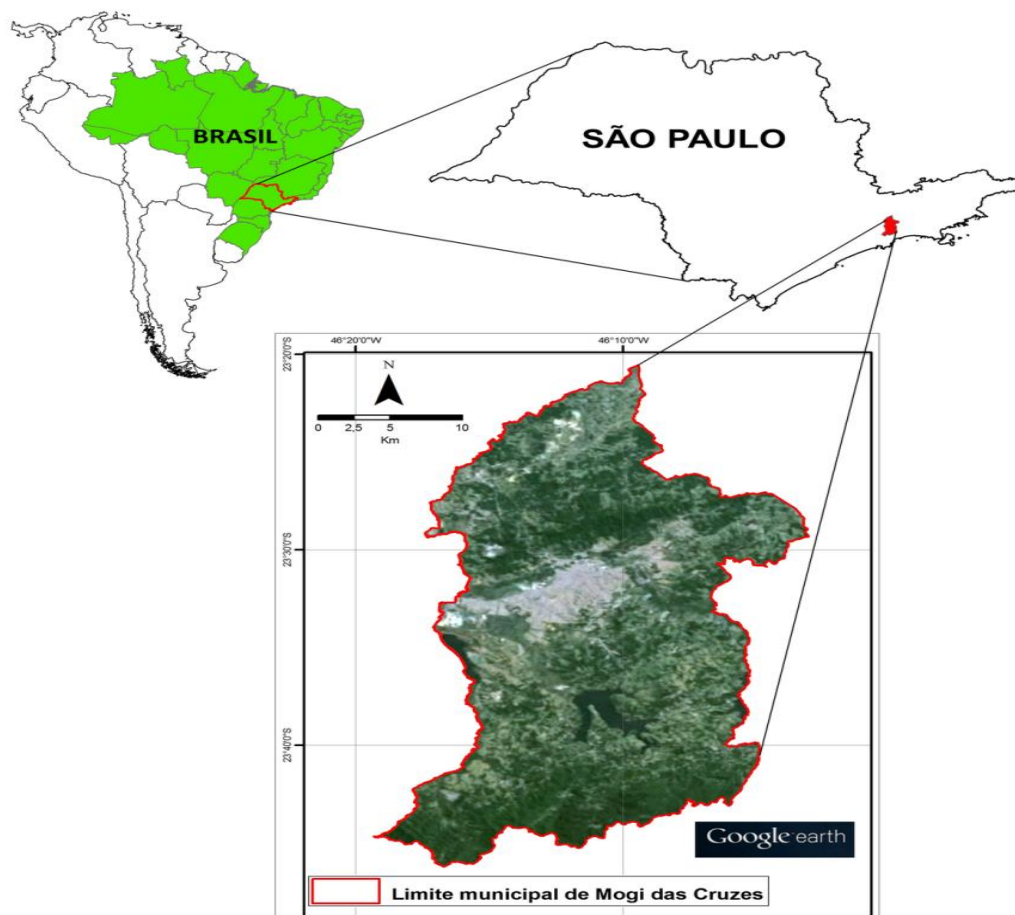 BRASIL
SÃO PAULO
46°20'0"W 46°10'0"W
23°20'0"S
N
0 2,5 5 10
Km
23°30'0"S
23°40'0"S
Google earth
Limite municipal de Mogi das Cruzes